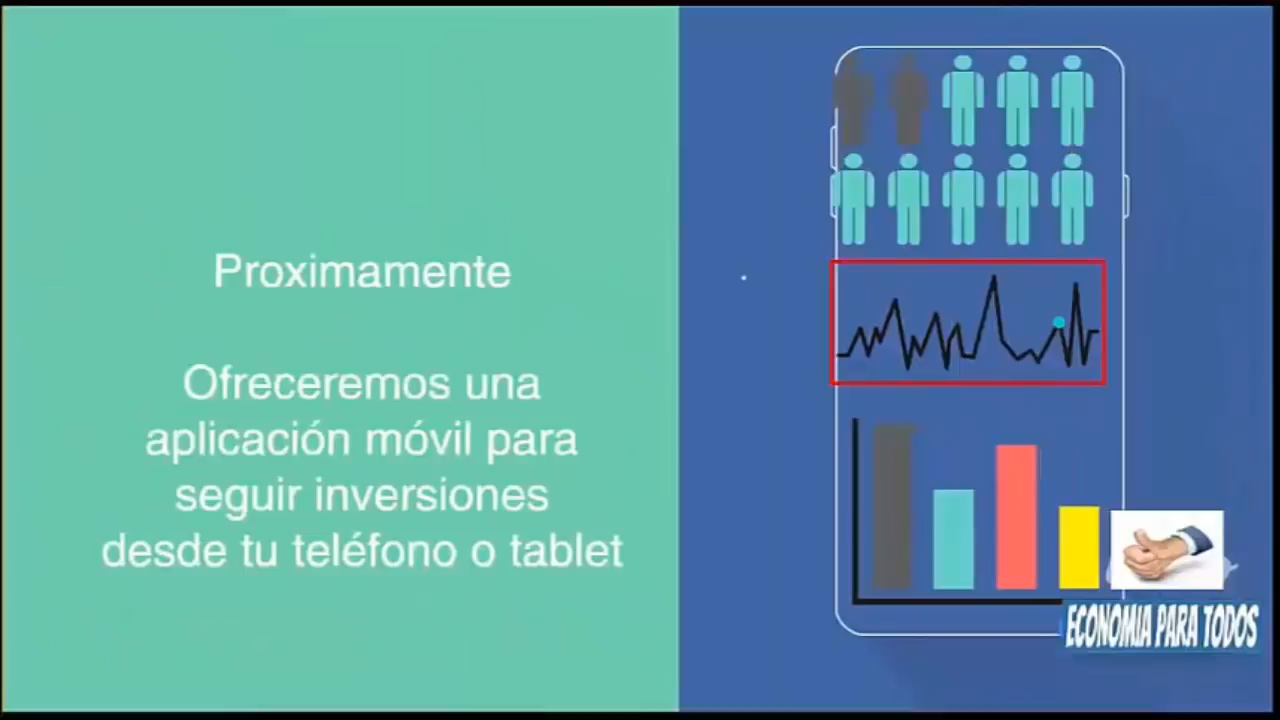 Proximamente
Ofreceremos una
aplicación móvil para
seguir inversiones
desde tu teléfono o tablet
ECONOMIA PARA TODOS